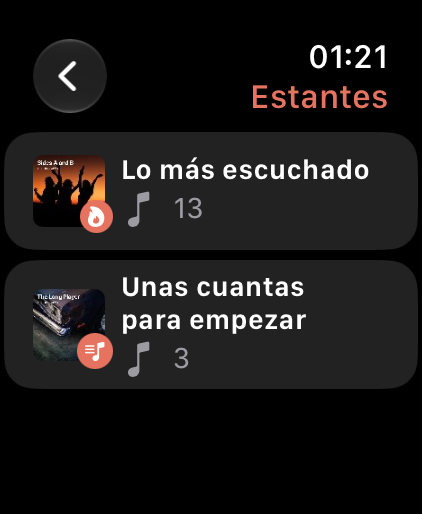 01:21
Estantes
Sides A and B
Lo más escuchado
13
The Long Player
Unas cuantas
para empezar
3